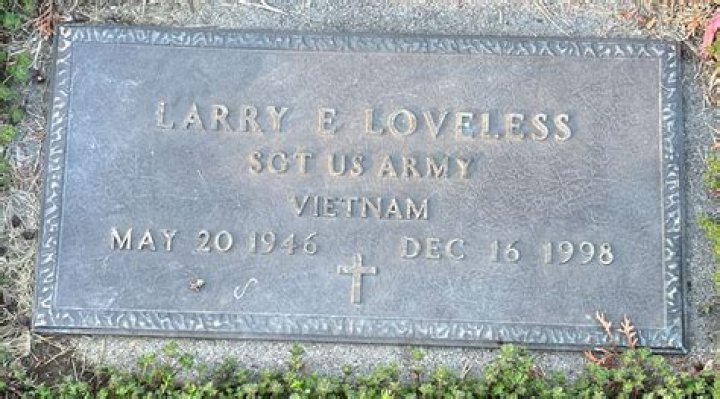 LARRY E LOVELESS
SGT US ARMY
VIETNAM
MAY 20 1946 DEC 16 1998